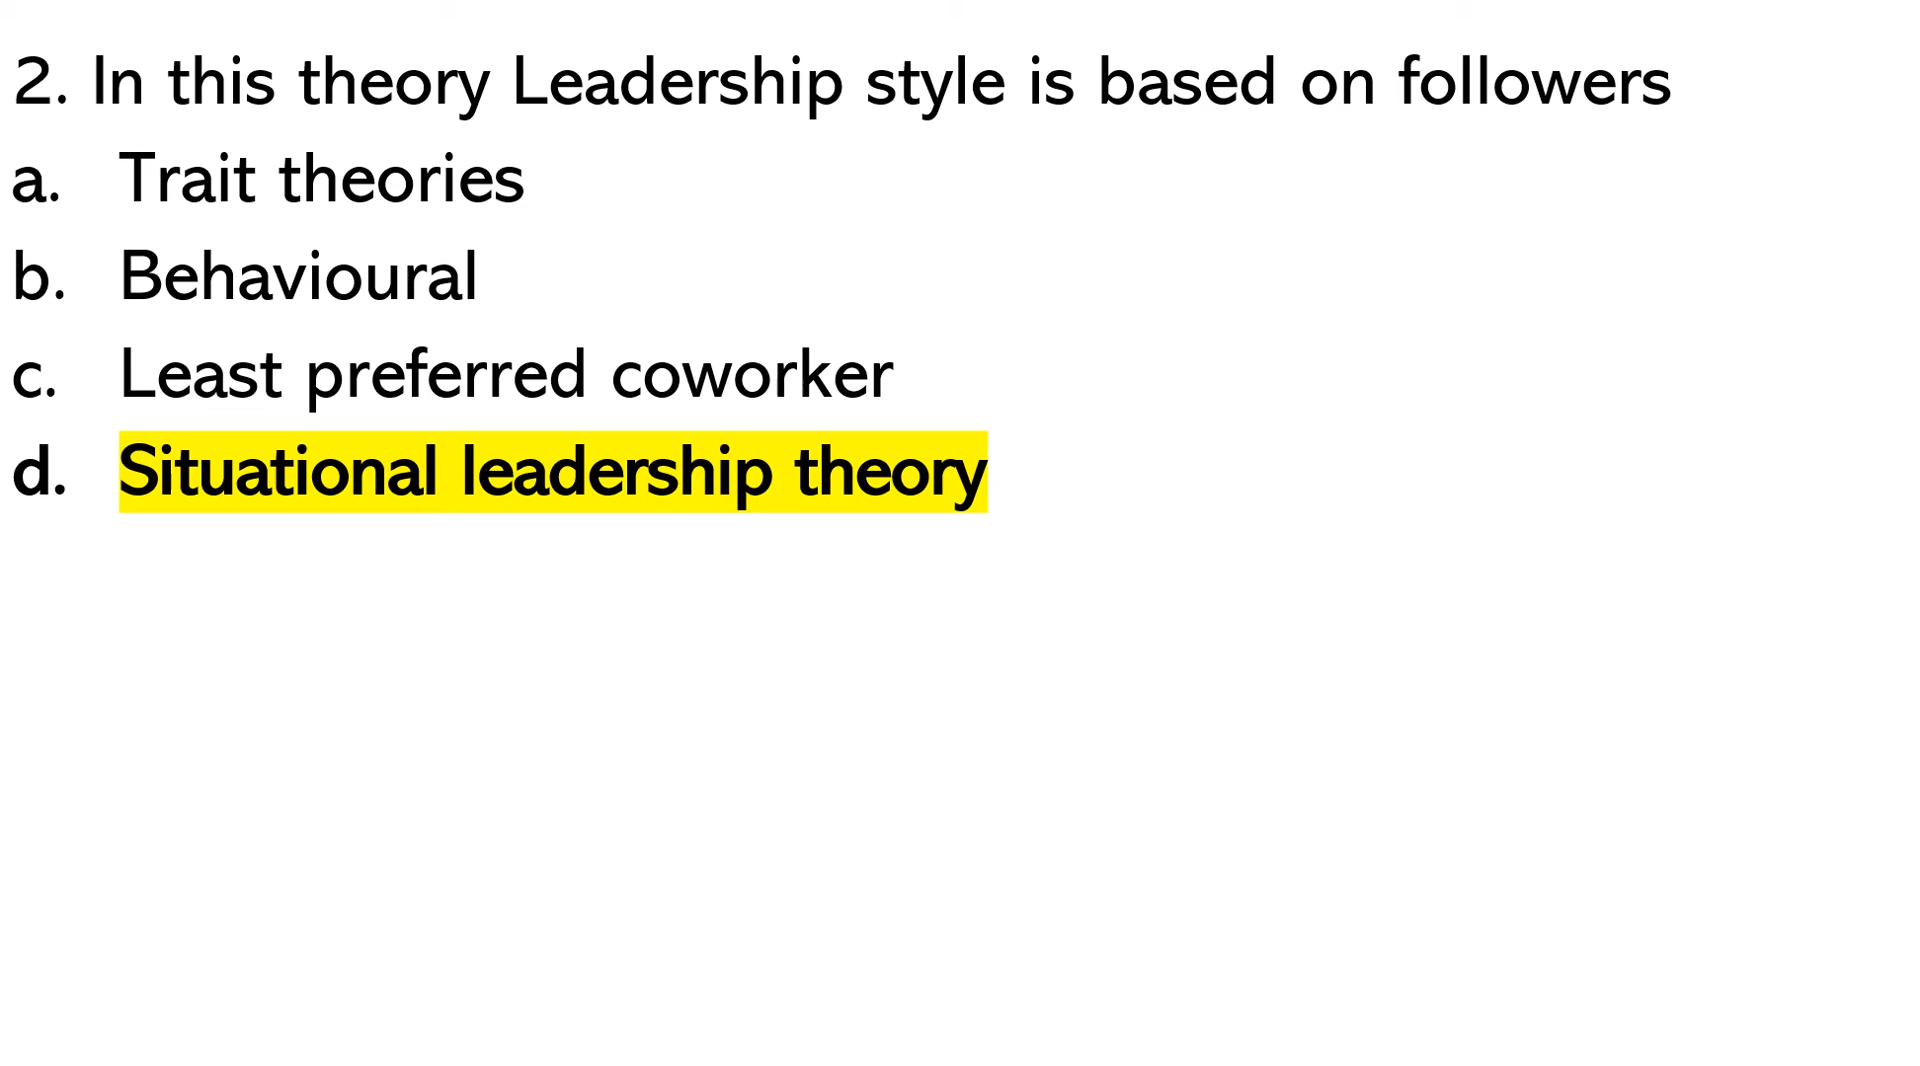 2. In this theory Leadership style is based on followers
a. Trait theories
b. Behavioural
c. Least preferred coworker
d. Situational leadership theory